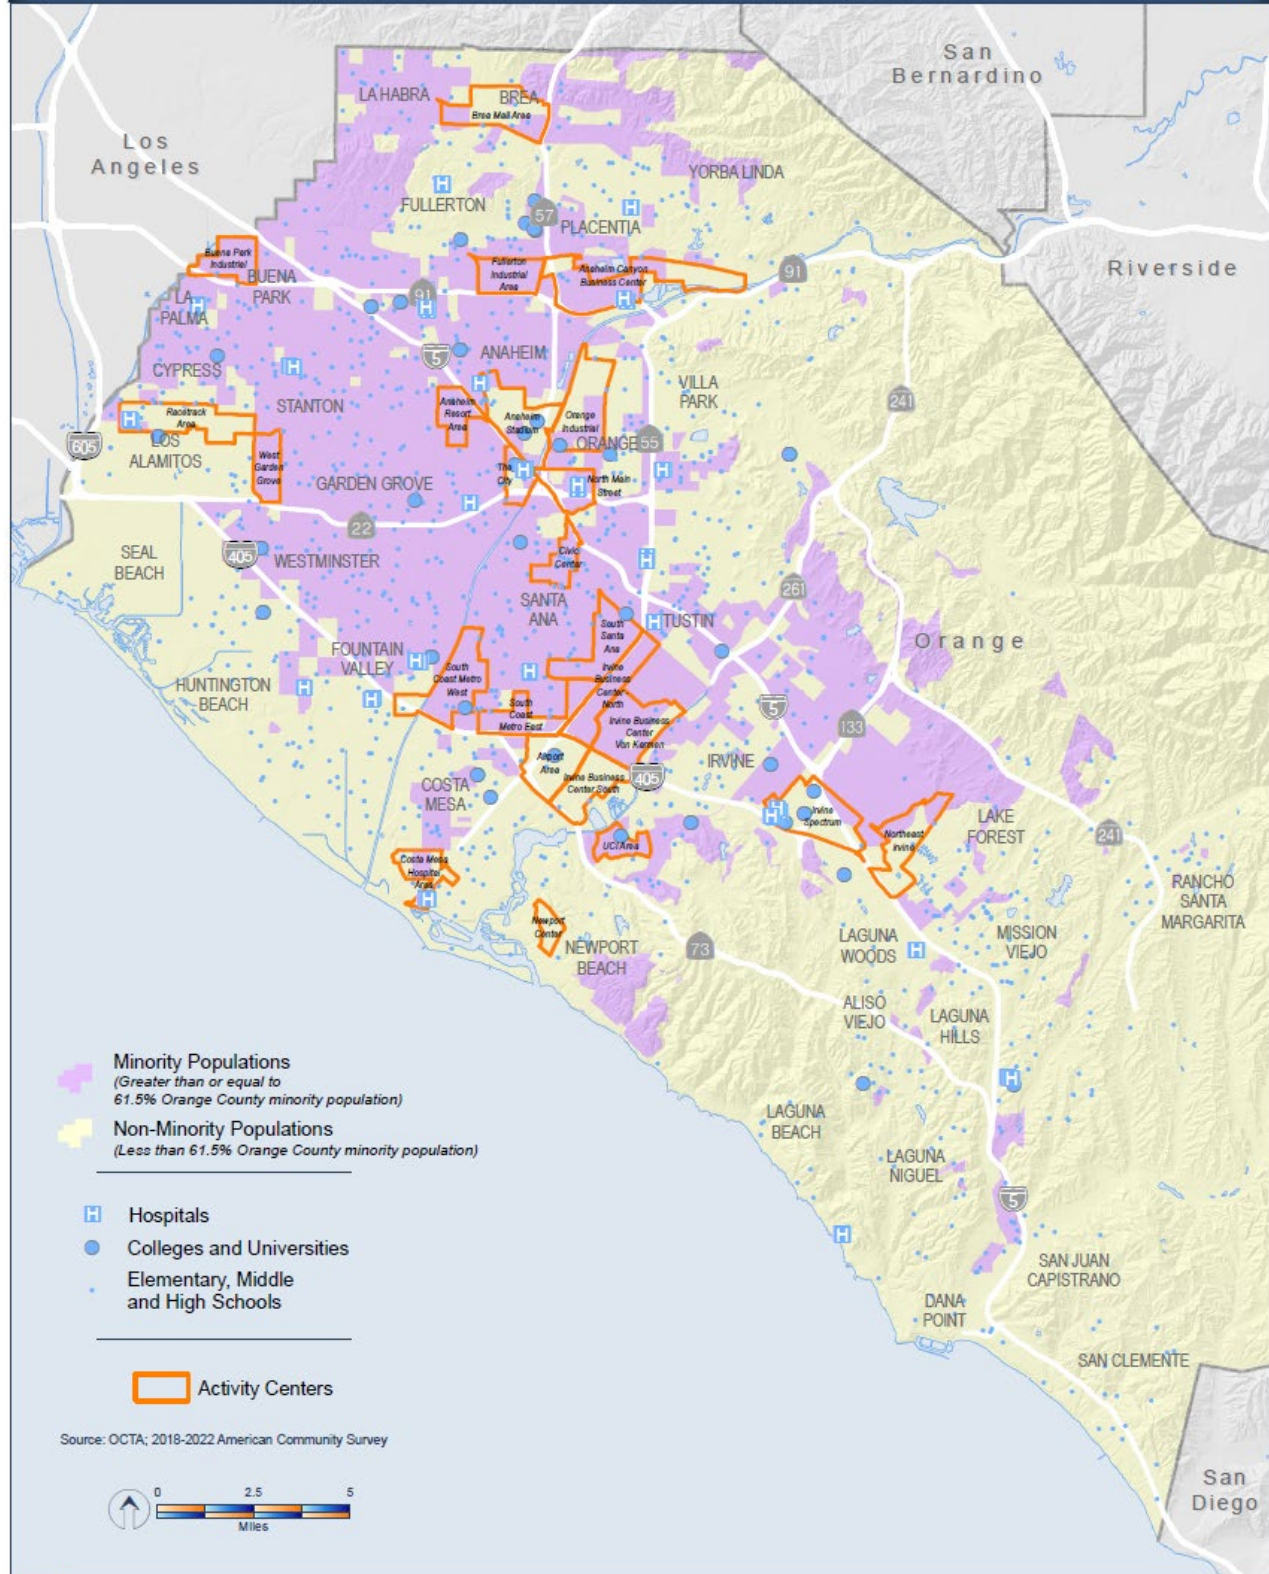 San
Bernardino
Los
Angeles
LA HABRA
BREA
Brea Mall Area
YORBA LINDA
FULLERTON
57
PLACENTIA
Buena Park
Industrial
BUENA
PARK
Fullerton
Industrial
Area
Anaheim Canyon
Business Center
91
Riverside
LA
PALMA
91
5
ANAHEIM
CYPRESS
STANTON
VILLA
PARK
241
Racetrack
Area
Anaheim
Resort
Area
Anaheim
Stadium
Orange
Industrial
ORANGE
55
605
LOS
ALAMITOS
West
Garden
Grove
GARDEN GROVE
The
City
North Main
Street
22
SEAL
BEACH
405
WESTMINSTER
Civic
Center
SANTA
ANA
261
TUSTIN
South
Santa
Ana
Orange
FOUNTAIN
VALLEY
South
Coast Metro
West
Irvine
Business
Center
North
HUNTINGTON
BEACH
South
Coast
Metro East
Irvine Business
Center
Von Karman
5
133
Airport
Area
Irvine Business
Center South
405
IRVINE
COSTA
MESA
Irvine
Spectrum
LAKE
FOREST
241
UCI Area
Northeast
Irvine
Costa Mesa
Hospital
Area
RANCHO
SANTA
MARGARITA
Newport
Center
NEWPORT
BEACH
73
LAGUNA
WOODS
MISSION
VIEJO
ALISO
VIEJO
LAGUNA
HILLS
LAGUNA
BEACH
LAGUNA
NIGUEL
5
SAN JUAN
CAPISTRANO
DANA
POINT
SAN CLEMENTE
San
Diego
Minority Populations
(Greater than or equal to
61.5% Orange County minority population)
Non-Minority Populations
(Less than 61.5% Orange County minority population)
H Hospitals
Colleges and Universities
Elementary, Middle
and High Schools
Activity Centers
Source: OCTA; 2018-2022 American Community Survey
0 2.5 5
Miles